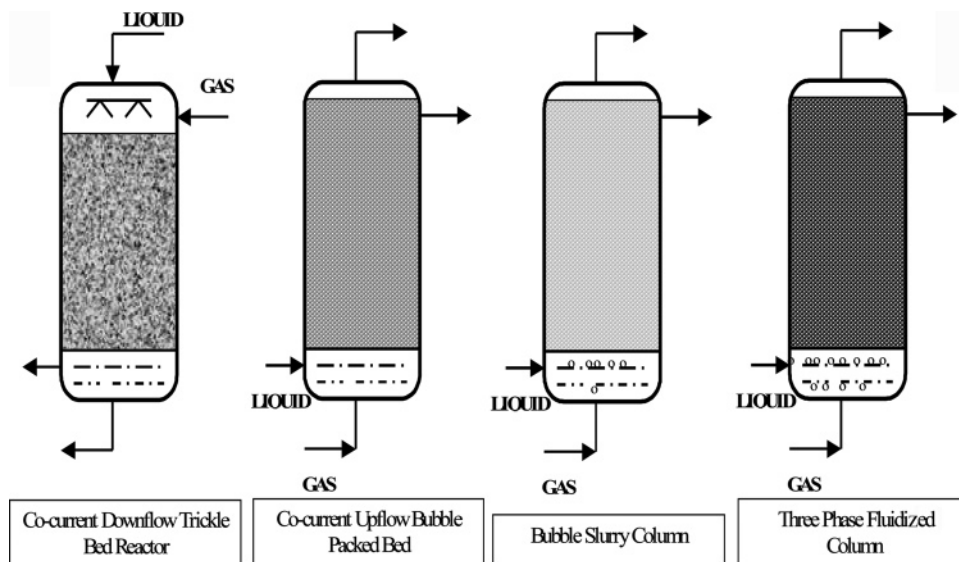 LIOUID
GAS
LIOUID
GAS
LIOUID
GAS
LIOUID
GAS
Co-current Downflow Trickle
Bed Reactor
Co-current Upflow Bubble
Packed Bed
Bubble Slurry Column
Three Phase Fluidized
Column